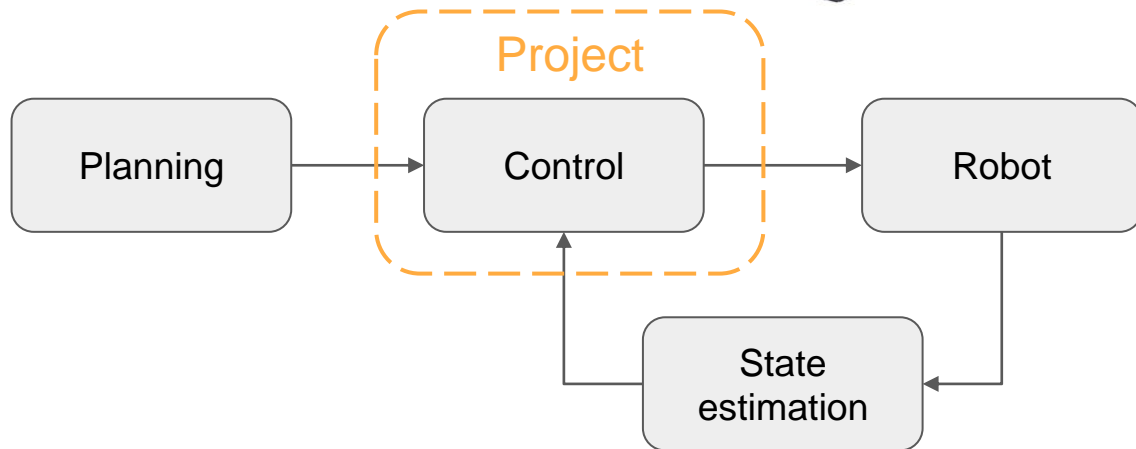 Project
Planning
Control
Robot
State
estimation